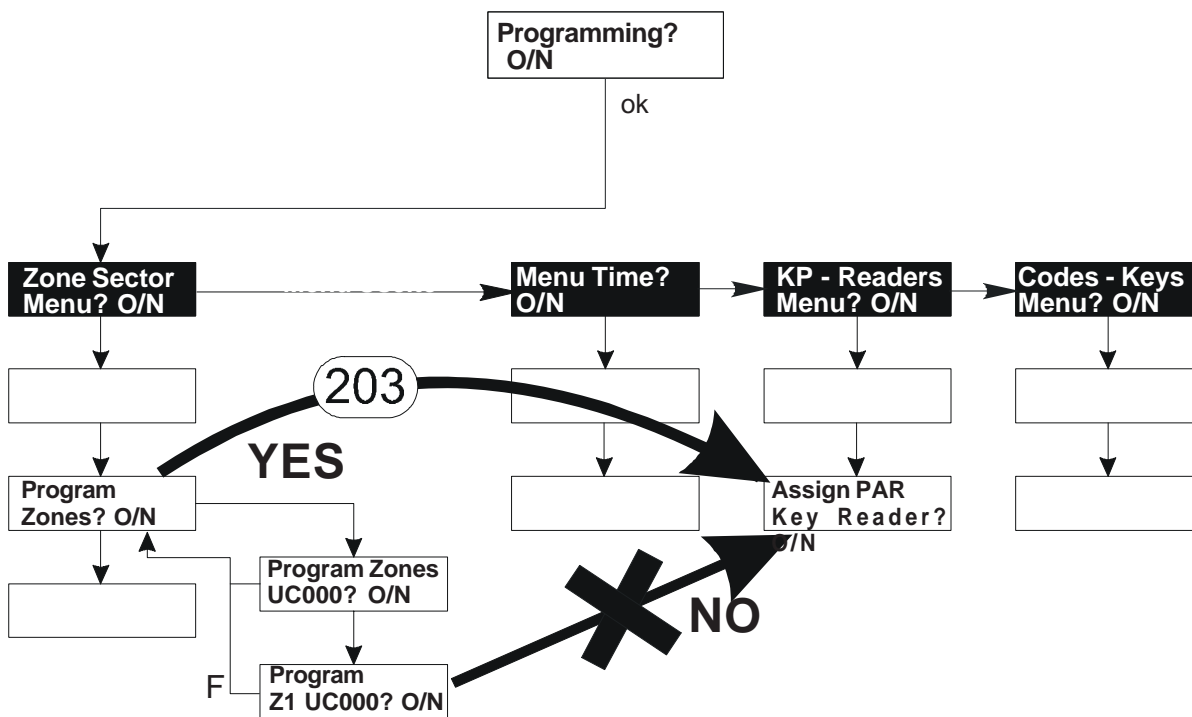 Programming?
O/N
ok
Zone Sector
Menu? O/N
Menu Time?
O/N
KP - Readers
Menu? O/N
Codes - Keys
Menu? O/N
203
YES
Program
Zones? O/N
Assign PAR
Key Reader?
O/N
Program Zones
UC000? O/N
NO
Program
Z1 UC000? O/N
F